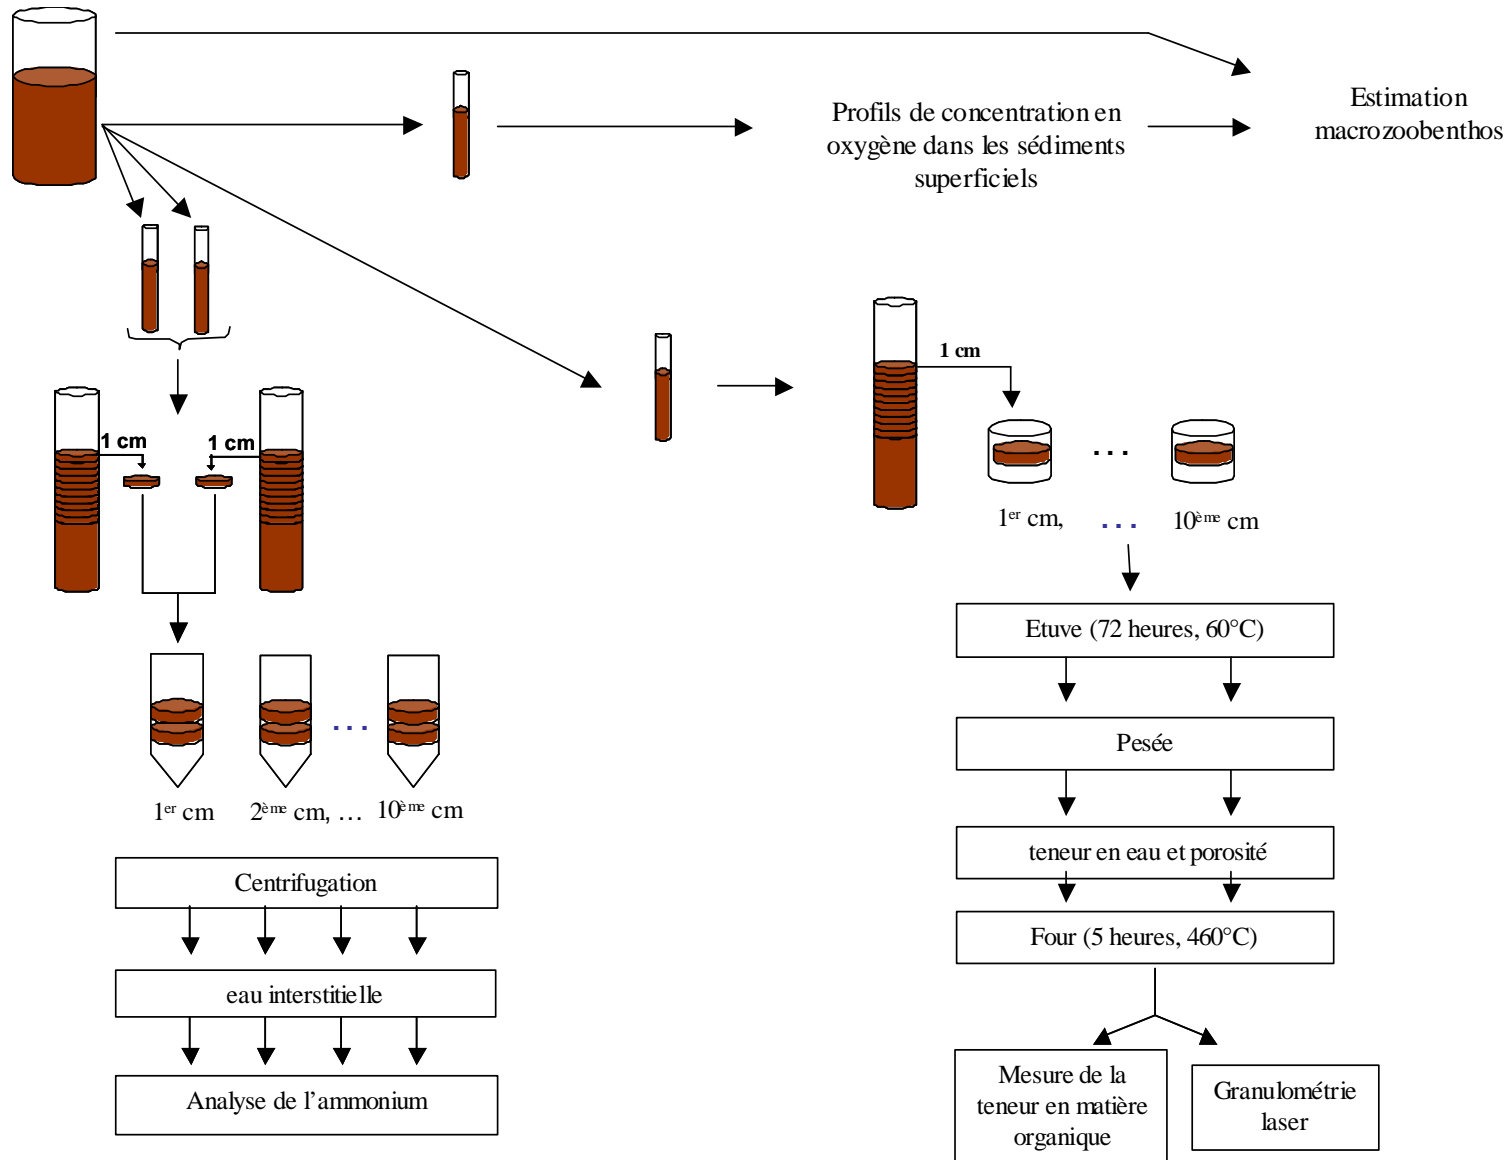 Profils de concentration en
oxygène dans les sédiments
superficiels
Estimation
macrozoobenthos
1 cm
1 cm
1 cm
...
1er cm,
...
10ème cm
...
1er cm
2ème cm, ...
10ème cm
Centrifugation
eau interstitielle
Analyse de l’ammonium
Etuve (72 heures, 60°C)
Pesée
teneur en eau et porosité
Four (5 heures, 460°C)
Mesure de la
teneur en matière
organique
Granulométrie
laser